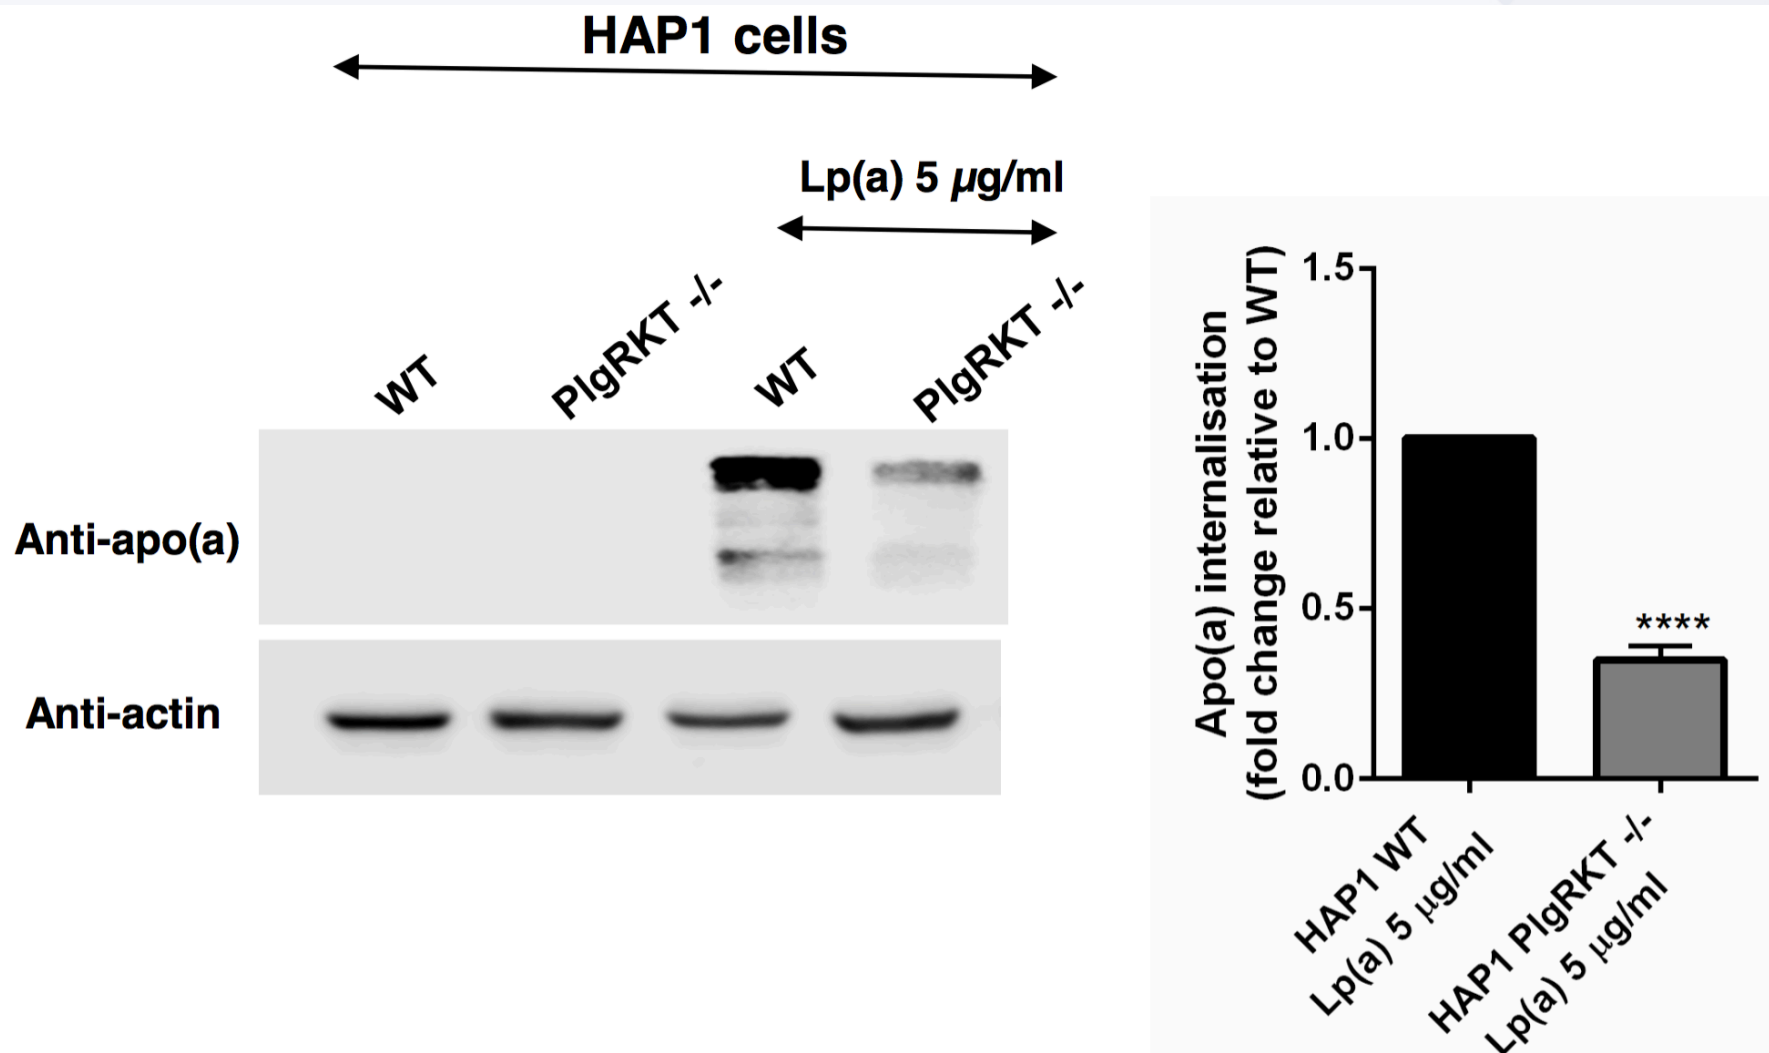 HAP1 cells
Lp(a) 5 µg/ml
WT
PlgRKT -/-
WT
PlgRKT -/-
Anti-apo(a)
Anti-actin
Apo(a) internalisation
(fold change relative to WT)
1.5
1.0
0.5
0.0
****
HAP1 WT
Lp(a) 5 µg/ml
HAP1 PlgRKT -/-
Lp(a) 5 µg/ml